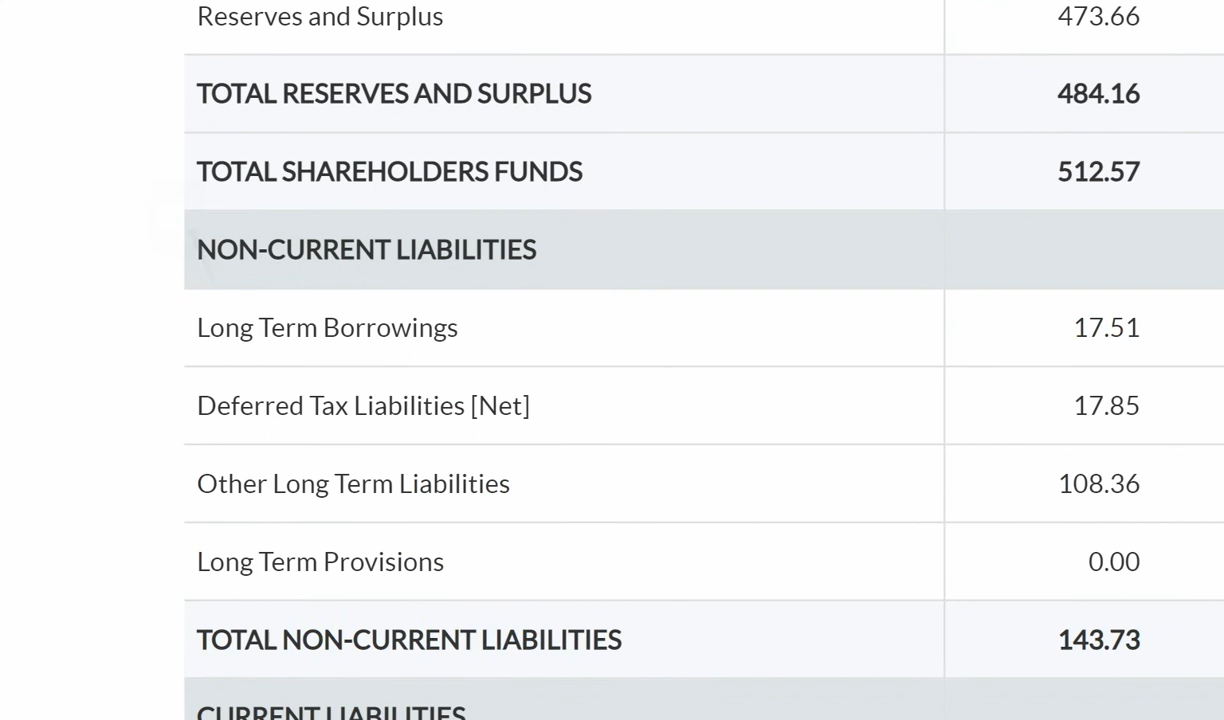 Reserves and Surplus 473.66
TOTAL RESERVES AND SURPLUS 484.16
TOTAL SHAREHOLDERS FUNDS 512.57
NON-CURRENT LIABILITIES
Long Term Borrowings 17.51
Deferred Tax Liabilities [Net] 17.85
Other Long Term Liabilities 108.36
Long Term Provisions 0.00
TOTAL NON-CURRENT LIABILITIES 143.73
CURRENT LIABILITIES